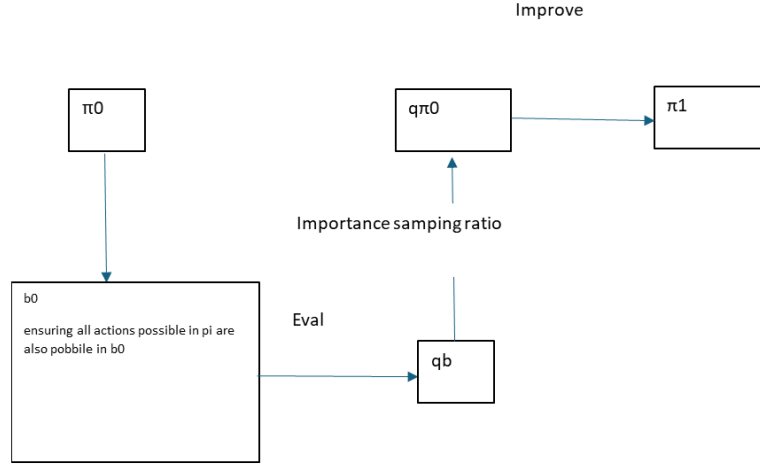 Improve
π0
qπ0
π1
Importance samping ratio
b0
ensuring all actions possible in pi are
also pobbile in b0
Eval
qb